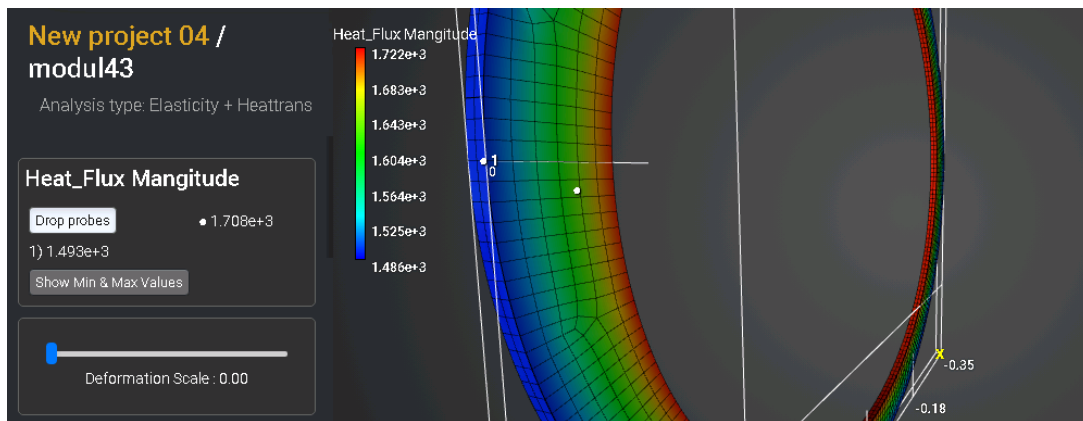 New project 04 /
modul43
Analysis type: Elasticity + Heattrans
Heat_Flux Mangitude
Drop probes
1.708e+3
1) 1.493e+3
Show Min & Max Values
Deformation Scale : 0.00
Heat_Flux Mangitude
1.722e+3
1.683e+3
1.643e+3
1.604e+3
1.564e+3
1.525e+3
1.486e+3
1
0
X
-0.35
-0.18